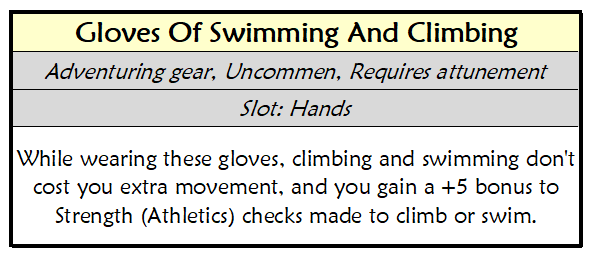 Gloves Of Swimming And Climbing
Adventuring gear, Uncommen, Requires attunement
Slot: Hands
While wearing these gloves, climbing and swimming don't
cost you extra movement, and you gain a +5 bonus to
Strength (Athletics) checks made to climb or swim.